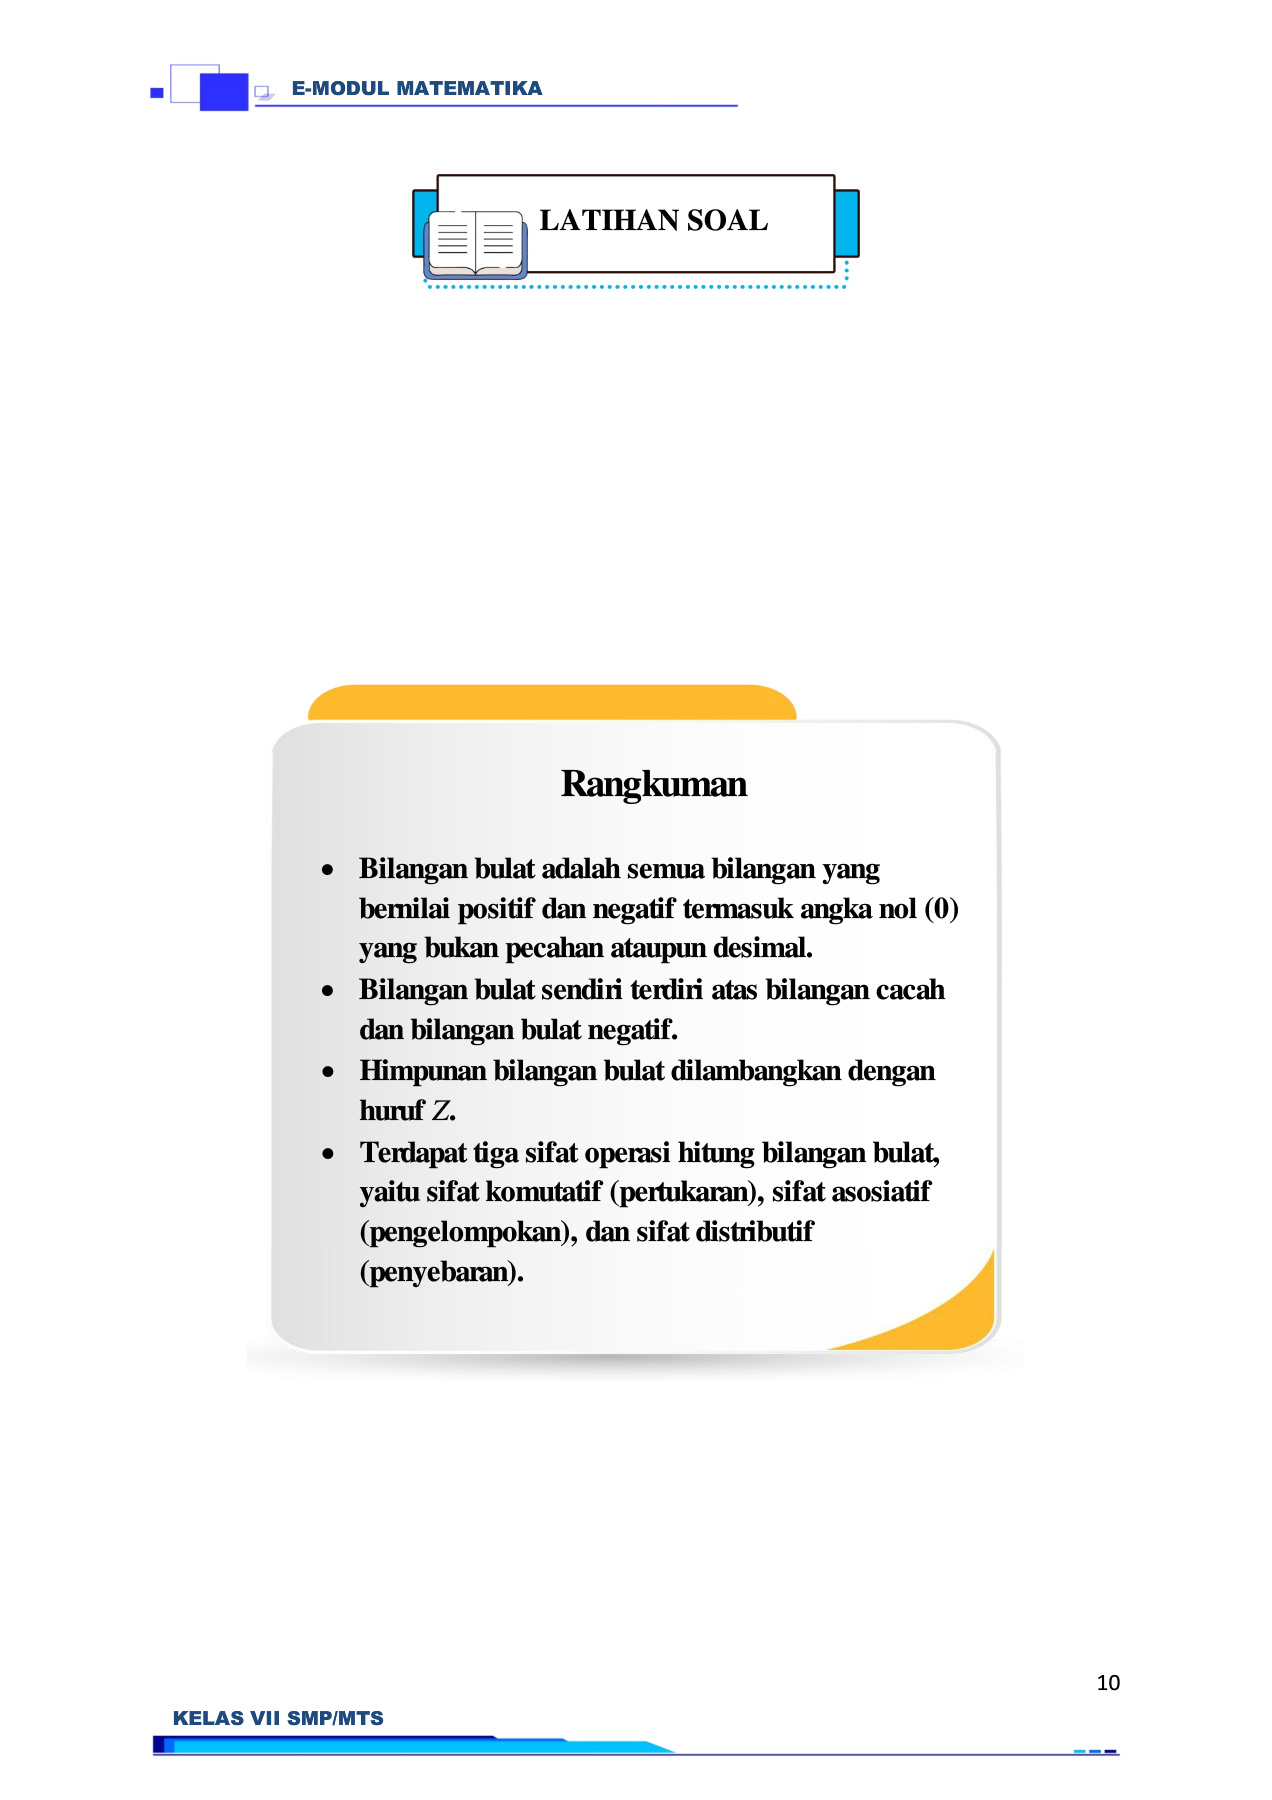 E-MODUL MATEMATIKA
LATIHAN SOAL
Rangkuman
• Bilangan bulat adalah semua bilangan yang
bernilai positif dan negatif termasuk angka nol (0)
yang bukan pecahan ataupun desimal.
• Bilangan bulat sendiri terdiri atas bilangan cacah
dan bilangan bulat negatif.
• Himpunan bilangan bulat dilambangkan dengan
huruf Z.
• Terdapat tiga sifat operasi hitung bilangan bulat,
yaitu sifat komutatif (pertukaran), sifat asosiatif
(pengelompokan), dan sifat distributif
(penyebaran).
10
KELAS VII SMP/MTS